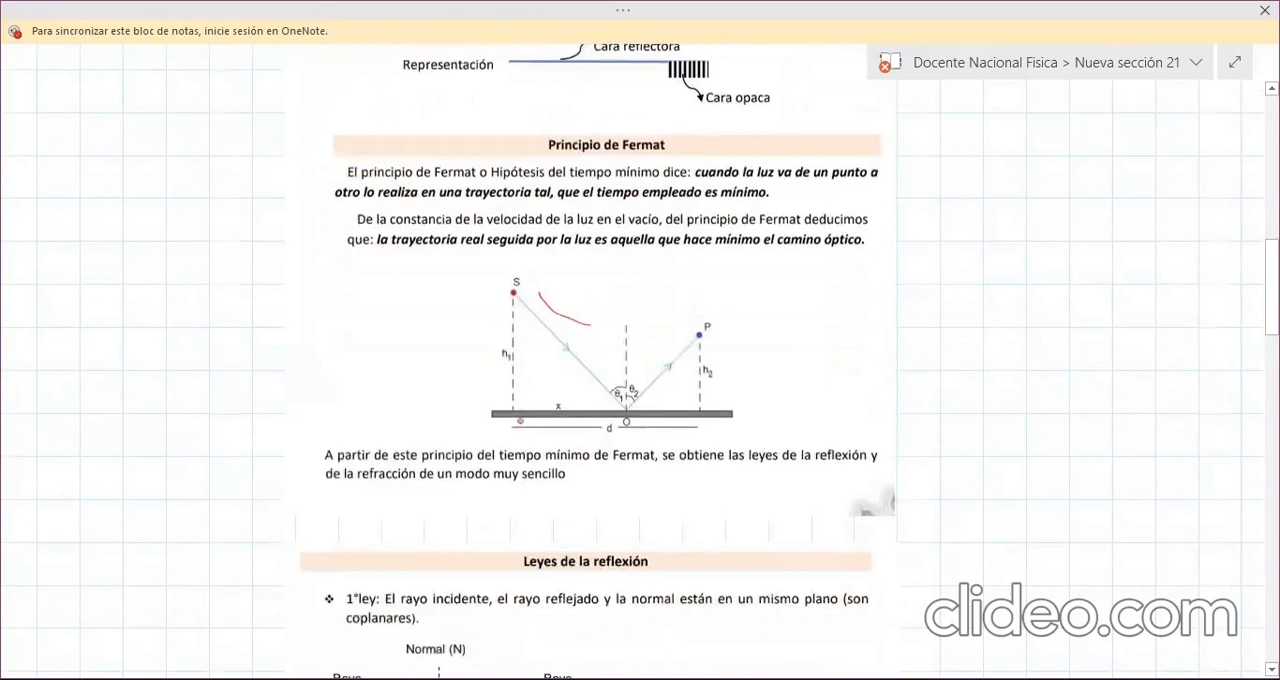 ...
Para sincronizar este bloc de notas, inicie sesión en OneNote.
Docente Nacional Fisica > Nueva sección 21
Cara reflectora
Representación
Cara opaca
Principio de Fermat
El principio de Fermat o Hipótesis del tiempo mínimo dice: cuando la luz va de un punto a
otro lo realiza en una trayectoria tal, que el tiempo empleado es mínimo.
De la constancia de la velocidad de la luz en el vacío, del principio de Fermat deducimos
que: la trayectoria real seguida por la luz es aquella que hace mínimo el camino óptico.
S
P
h₁
h₂
θ₁ θ₂
x
O
d
A partir de este principio del tiempo mínimo de Fermat, se obtiene las leyes de la reflexión y
de la refracción de un modo muy sencillo
Leyes de la reflexión
❖ 1°ley: El rayo incidente, el rayo reflejado y la normal están en un mismo plano (son
coplanares).
Normal (N)
Rayo Rayo
clideo.com